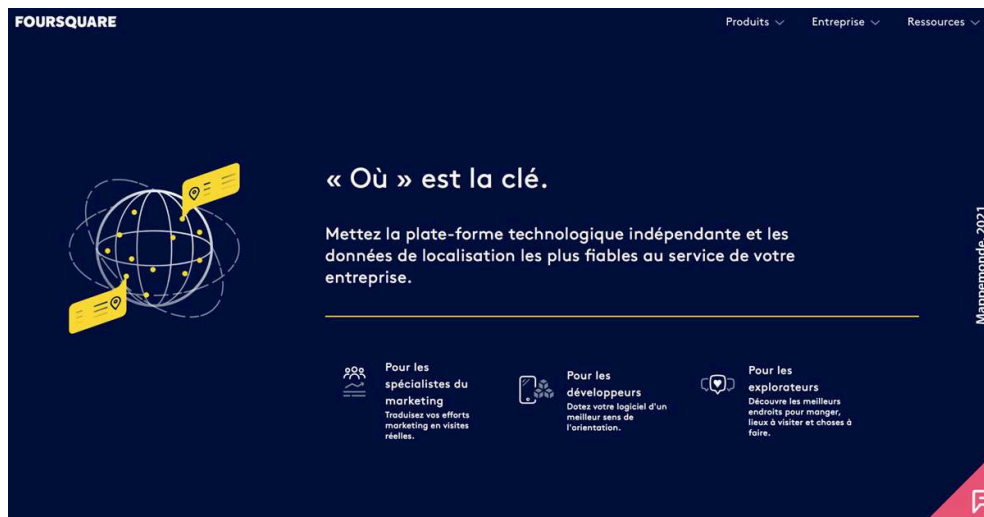 FOURSQUARE
Produits
Entreprise
Ressources
« Où » est la clé.
Mettez la plate-forme technologique indépendante et les
données de localisation les plus fiables au service de votre
entreprise.
Pour les
spécialistes du
marketing
Traduisez vos efforts
marketing en visites
réelles.
Pour les
développeurs
Dotez votre logiciel d'un
meilleur sens de
l'orientation.
Pour les
explorateurs
Découvre les meilleurs
endroits pour manger,
lieux à visiter et choses à
faire.
Mappemonde, 2021